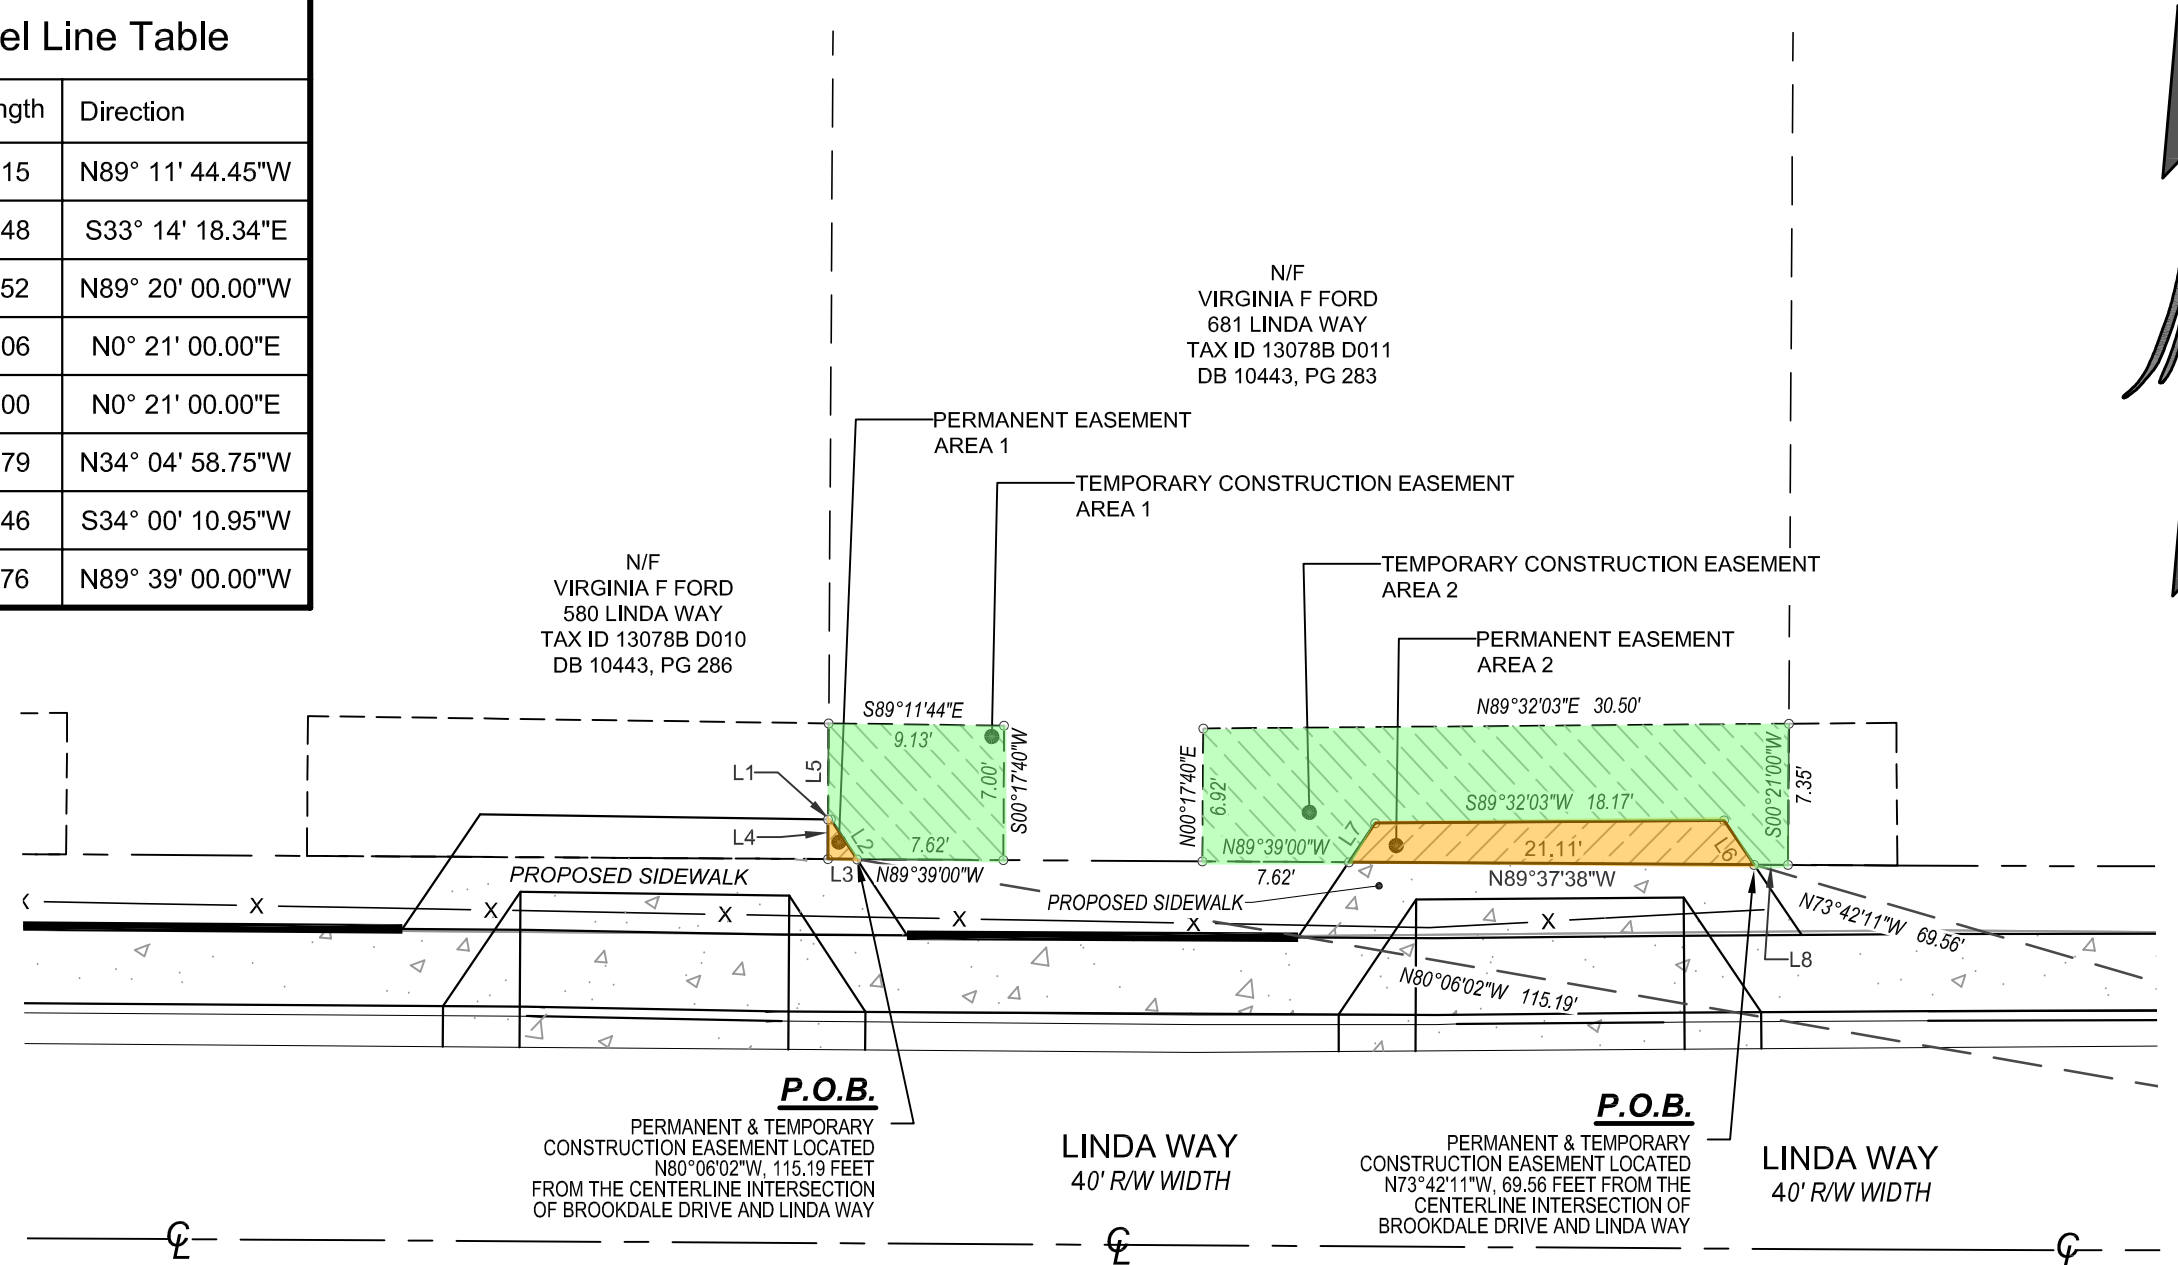 el Line Table
ngth Direction
15 N89° 11' 44.45"W
48 S33° 14' 18.34"E
52 N89° 20' 00.00"W
06 N0° 21' 00.00"E
00 N0° 21' 00.00"E
79 N34° 04' 58.75"W
46 S34° 00' 10.95"W
76 N89° 39' 00.00"W
N/F
VIRGINIA F FORD
681 LINDA WAY
TAX ID 13078B D011
DB 10443, PG 283
PERMANENT EASEMENT
AREA 1
TEMPORARY CONSTRUCTION EASEMENT
AREA 1
N/F
VIRGINIA F FORD
580 LINDA WAY
TAX ID 13078B D010
DB 10443, PG 286
TEMPORARY CONSTRUCTION EASEMENT
AREA 2
PERMANENT EASEMENT
AREA 2
S89°11'44"E
9.13'
N89°32'03"E 30.50'
L1
L5
7.00'
S00°17'40"W
N00°17'40"E
6.92'
S00°21'00"W
7.35'
S89°32'03"W 18.17'
L4
L2
7.62'
L3
N89°39'00"W
N89°39'00"W
7.62'
L7
21.11'
L6
N89°37'38"W
PROPOSED SIDEWALK
PROPOSED SIDEWALK
X X X X X X X
N73°42'11"W 69.56'
L8
N80°06'02"W 115.19'
P.O.B.
PERMANENT & TEMPORARY
CONSTRUCTION EASEMENT LOCATED
N80°06'02"W, 115.19 FEET
FROM THE CENTERLINE INTERSECTION
OF BROOKDALE DRIVE AND LINDA WAY
LINDA WAY
40' R/W WIDTH
P.O.B.
PERMANENT & TEMPORARY
CONSTRUCTION EASEMENT LOCATED
N73°42'11"W, 69.56 FEET FROM THE
CENTERLINE INTERSECTION OF
BROOKDALE DRIVE AND LINDA WAY
LINDA WAY
40' R/W WIDTH
℄ ℄ ℄